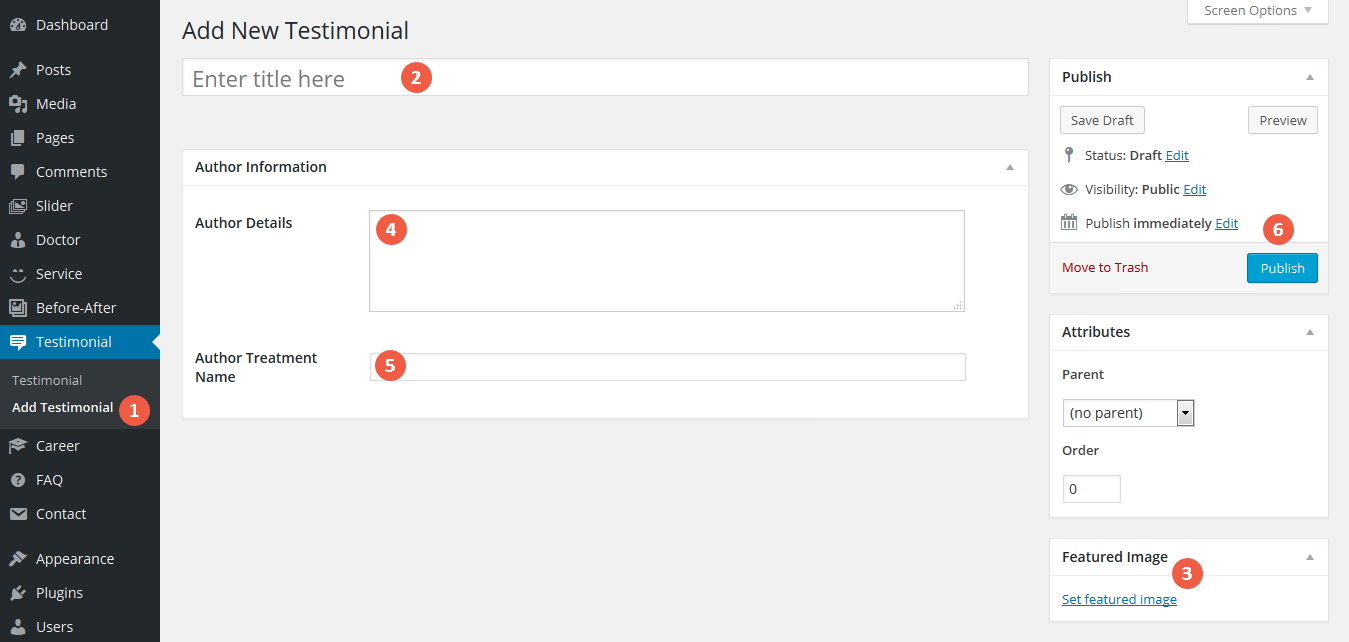 Dashboard
Posts
Media
Pages
Comments
Slider
Doctor
Service
Before-After
Testimonial
Testimonial
Add Testimonial 1
Career
FAQ
Contact
Appearance
Plugins
Users
Screen Options
Add New Testimonial
Enter title here 2
Author Information
Author Details
4
Author Treatment
Name
5
Publish
Save Draft
Preview
Status: Draft Edit
Visibility: Public Edit
Publish immediately Edit
6
Move to Trash
Publish
Attributes
Parent
(no parent)
Order
0
Featured Image
3
Set featured image